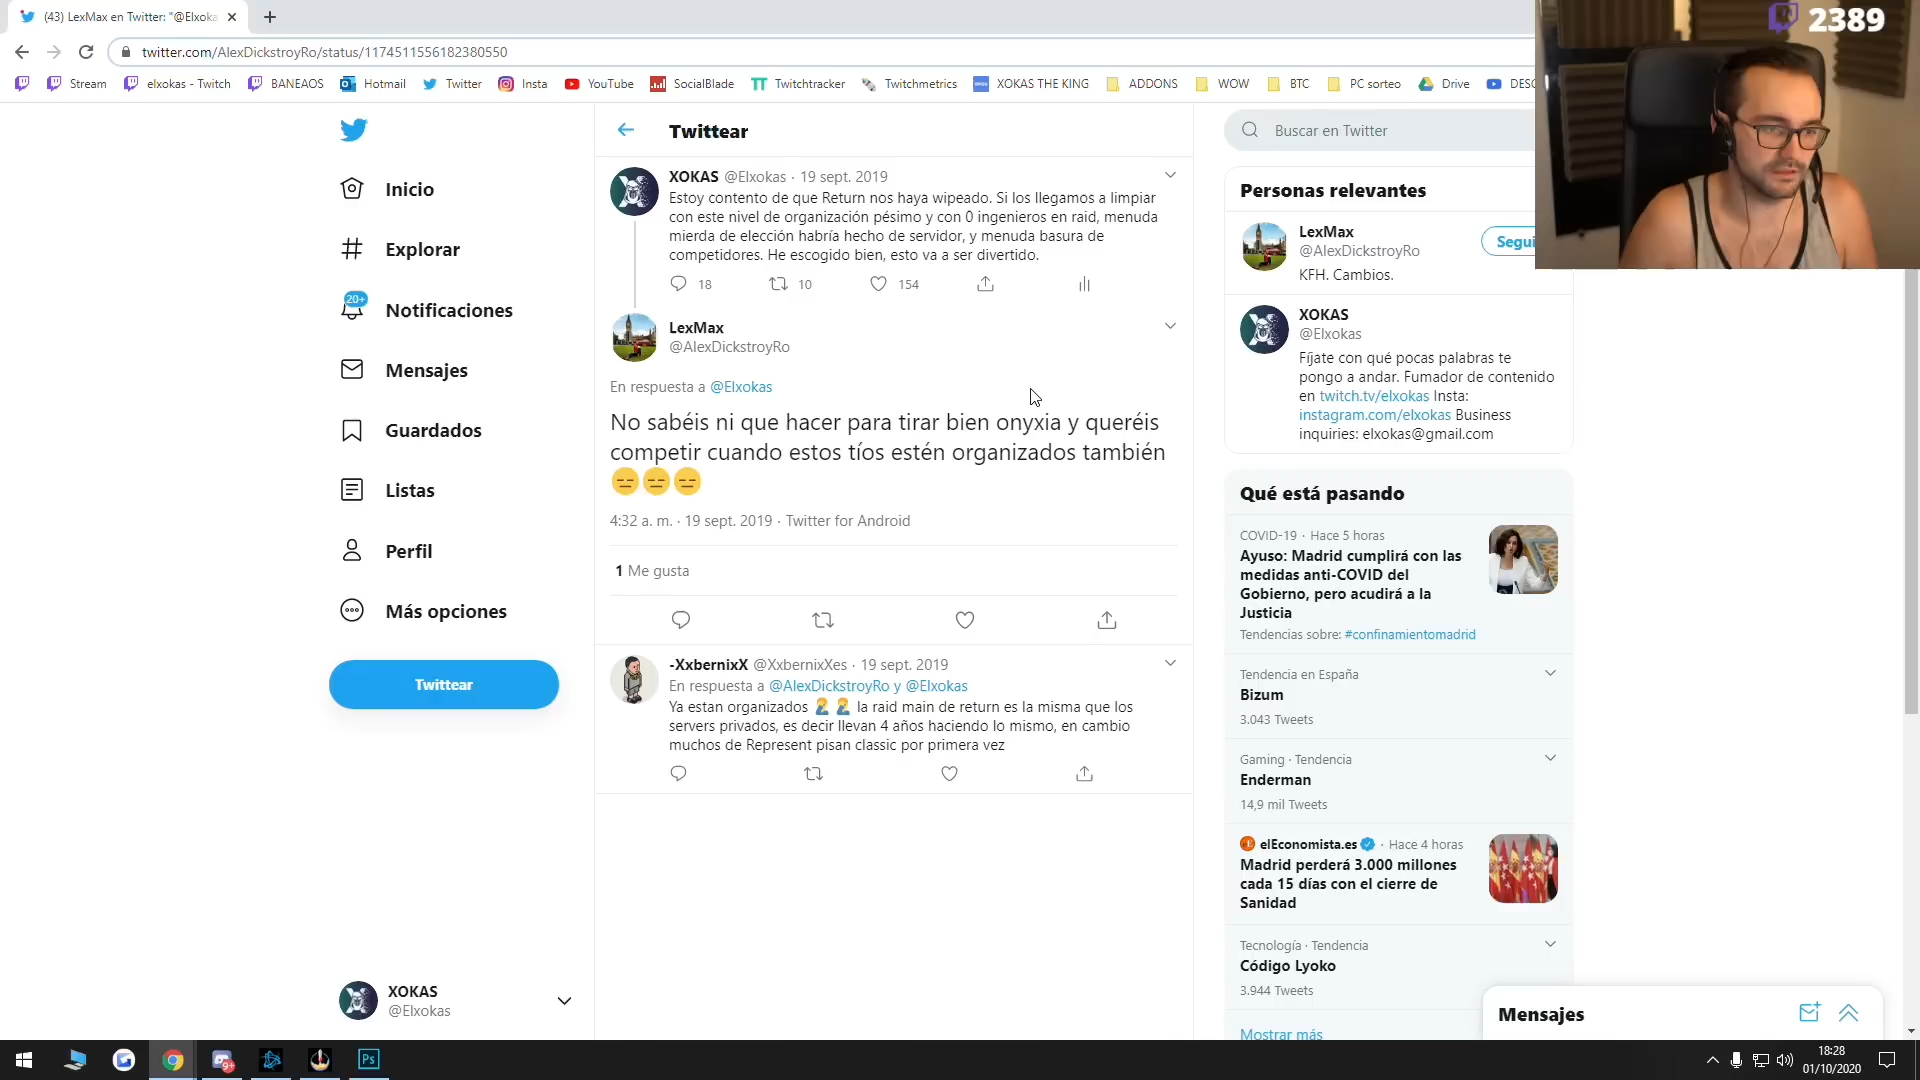 (43) LexMax en Twitter: "@Elxoka
twitter.com/AlexDickstroyRo/status/1174511556182380550
Stream
elxokas - Twitch
BANEAOS
Hotmail
Twitter
Insta
YouTube
SocialBlade
TT
Twitchtracker
Twitchmetrics
XOKAS THE KING
ADDONS
WOW
BTC
PC sorteo
Drive
DESC
2389
Inicio
Explorar
20+
Notificaciones
Mensajes
Guardados
Listas
Perfil
Más opciones
Twittear
XOKAS
@Elxokas
Twittear
XOKAS @Elxokas · 19 sept. 2019
Estoy contento de que Return nos haya wipeado. Si los llegamos a limpiar
con este nivel de organización pésimo y con 0 ingenieros en raid, menuda
mierda de elección habría hecho de servidor, y menuda basura de
competidores. He escogido bien, esto va a ser divertido.
18 10 154
LexMax
@AlexDickstroyRo
En respuesta a @Elxokas
No sabéis ni que hacer para tirar bien onyxia y queréis
competir cuando estos tíos estén organizados también
😑😑😑
4:32 a. m. · 19 sept. 2019 · Twitter for Android
1 Me gusta
-XxbernixX @XxbernixXes · 19 sept. 2019
En respuesta a @AlexDickstroyRo y @Elxokas
Ya estan organizados 🤦‍♂️ 🤦‍♂️ la raid main de return es la misma que los
servers privados, es decir llevan 4 años haciendo lo mismo, en cambio
muchos de Represent pisan classic por primera vez
Buscar en Twitter
Personas relevantes
LexMax
@AlexDickstroyRo
Segui
KFH. Cambios.
XOKAS
@Elxokas
Fíjate con qué pocas palabras te
pongo a andar. Fumador de contenido
en twitch.tv/elxokas Insta:
instagram.com/elxokas Business
inquiries: elxokas@gmail.com
Qué está pasando
COVID-19 · Hace 5 horas
Ayuso: Madrid cumplirá con las
medidas anti-COVID del
Gobierno, pero acudirá a la
Justicia
Tendencias sobre: #confinamientomadrid
Tendencia en España
Bizum
3.043 Tweets
Gaming · Tendencia
Enderman
14,9 mil Tweets
elEconomista.es · Hace 4 horas
Madrid perderá 3.000 millones
cada 15 días con el cierre de
Sanidad
Tecnología · Tendencia
Código Lyoko
3.944 Tweets
Mostrar más
Mensajes
9+
Ps
18:28
01/10/2020